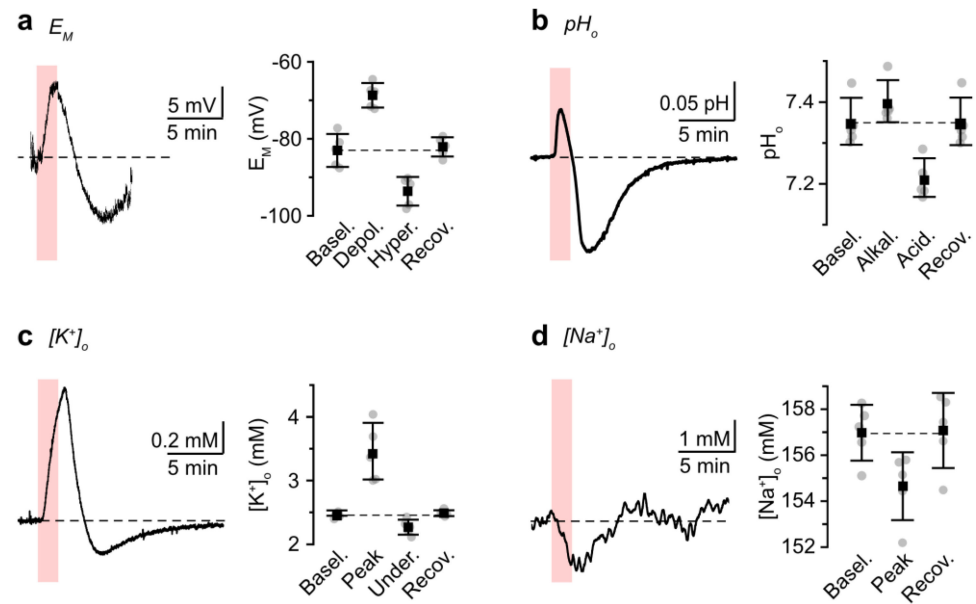 a E_M
5 mV
5 min
E_M (mV)
-60
-80
-100
Basel.
Depol.
Hyper.
Recov.
b pH_o
0.05 pH
5 min
pH_o
7.4
7.2
Basel.
Alkal.
Acid.
Recov.
c [K⁺]_o
0.2 mM
5 min
[K⁺]_o (mM)
4
3
2
Basel.
Peak
Under.
Recov.
d [Na⁺]_o
1 mM
5 min
[Na⁺]_o (mM)
158
156
154
152
Basel.
Peak
Recov.